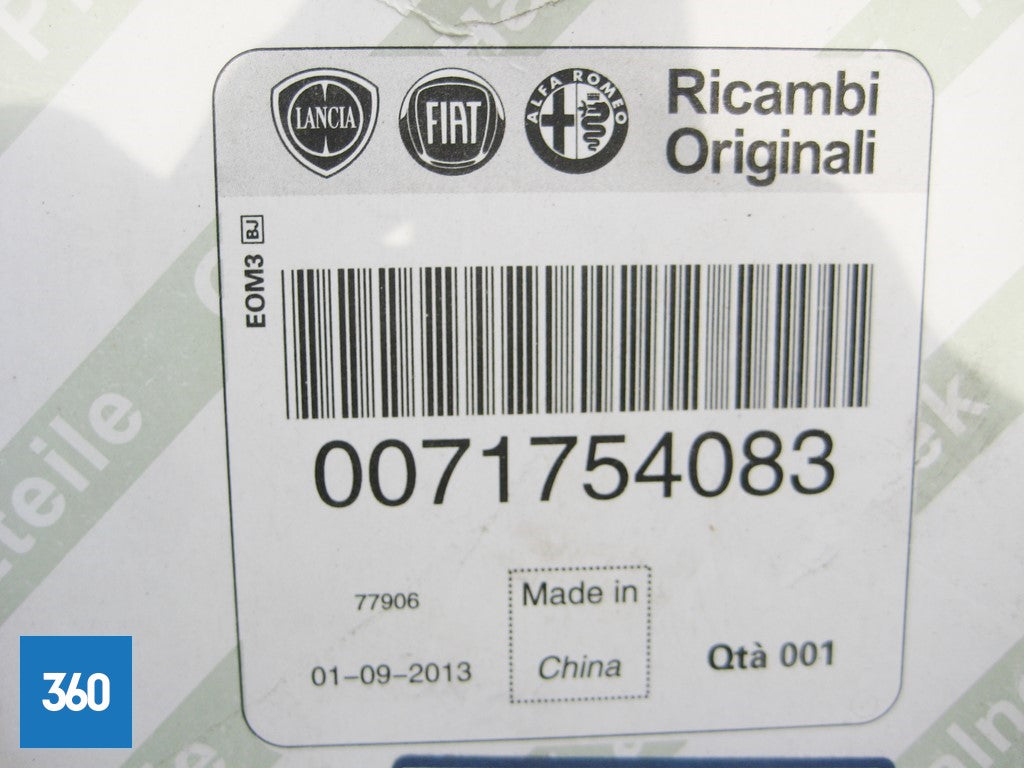 LANCIA
FIAT
ALFA ROMEO
Ricambi
Originali
EOM3 BJ
0071754083
77906
Made in
China
01-09-2013
Qtà 001
teile
360